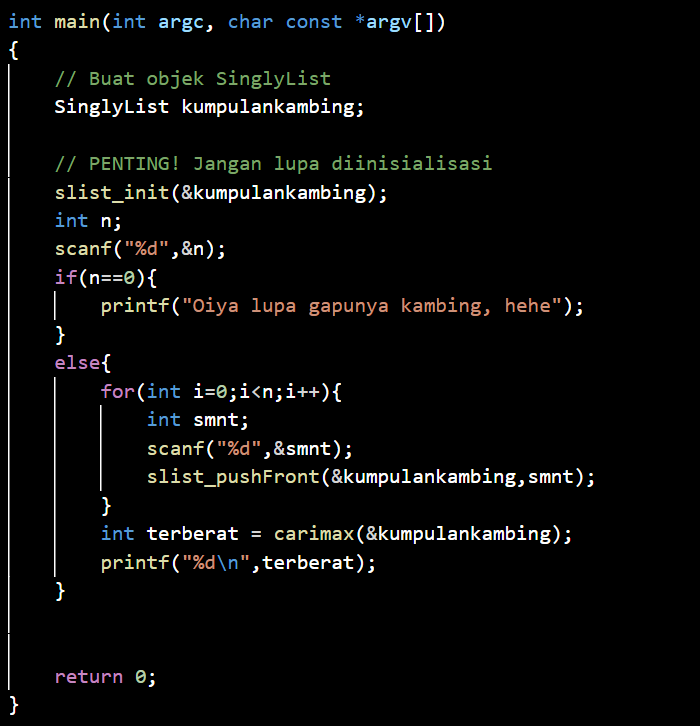 int main(int argc, char const *argv[])
{
    // Buat objek SinglyList
    SinglyList kumpulankambing;

    // PENTING! Jangan lupa diinisialisasi
    slist_init(&kumpulankambing);
    int n;
    scanf("%d",&n);
    if(n==0){
        printf("Oiya lupa gapunya kambing, hehe");
    }
    else{
        for(int i=0;i<n;i++){
            int smnt;
            scanf("%d",&smnt);
            slist_pushFront(&kumpulankambing,smnt);
        }
        int terberat = carimax(&kumpulankambing);
        printf("%d\n",terberat);
    }


    return 0;
}